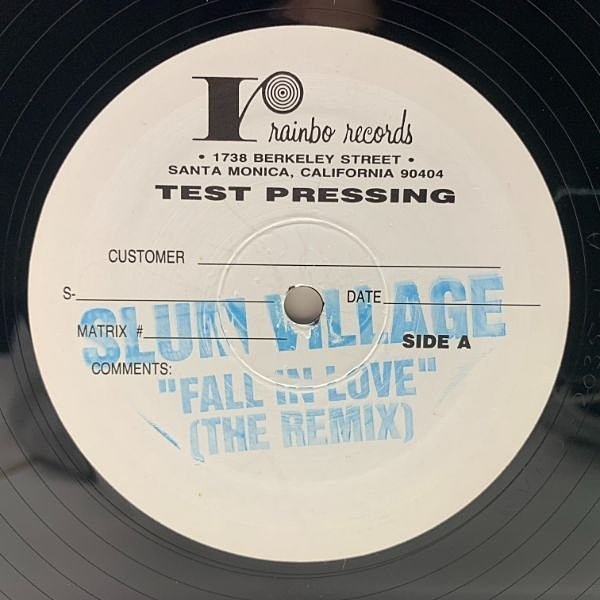 r rainbo records
• 1738 BERKELEY STREET •
SANTA MONICA, CALIFORNIA 90404
TEST PRESSING
CUSTOMER
S-
DATE
SLUM VILLAGE
MATRIX #
SIDE A
COMMENTS:
"FALL IN LOVE"
(THE REMIX)